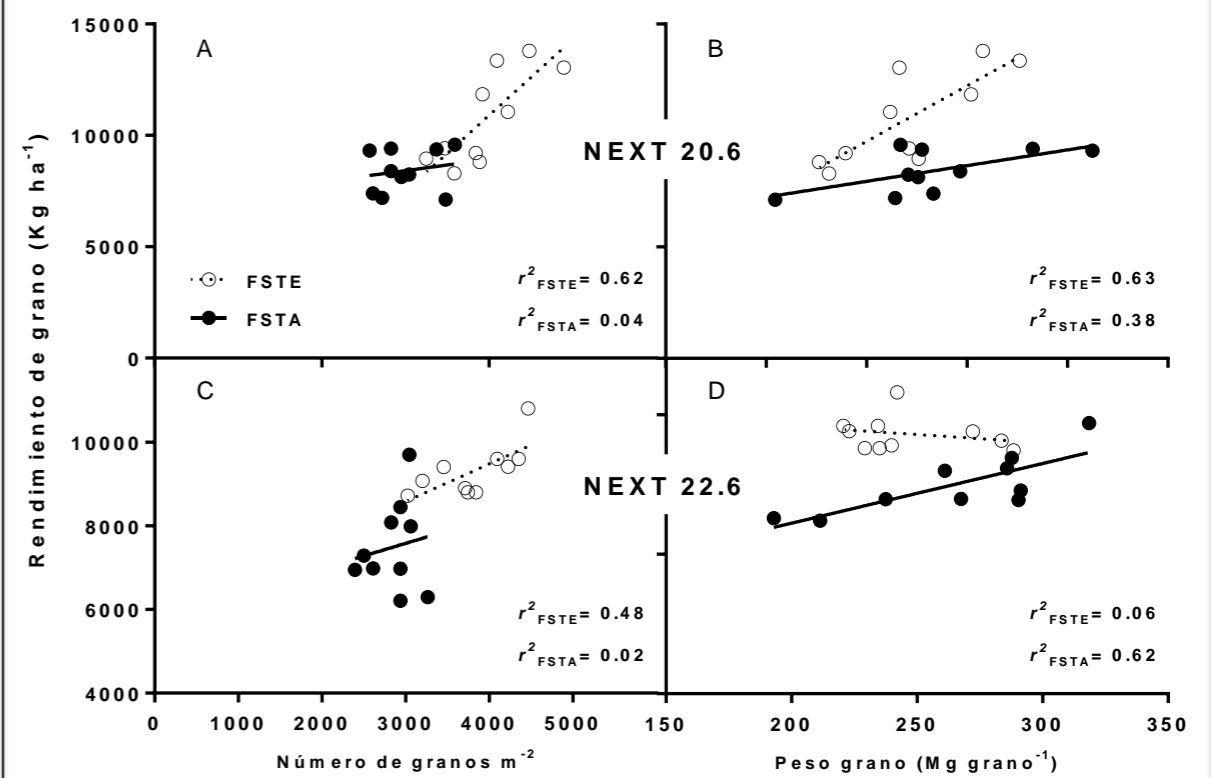 Rendimiento de grano (Kg ha-1)
15000
10000
5000
0
A
FSTE
FSTA
r2FSTE= 0.62
r2FSTA= 0.04
B
r2FSTE= 0.63
r2FSTA= 0.38
NEXT 20.6
10000
8000
6000
4000
C
r2FSTE= 0.48
r2FSTA= 0.02
D
r2FSTE= 0.06
r2FSTA= 0.62
NEXT 22.6
0 1000 2000 3000 4000 5000
150 200 250 300 350
Número de granos m-2
Peso grano (Mg grano-1)